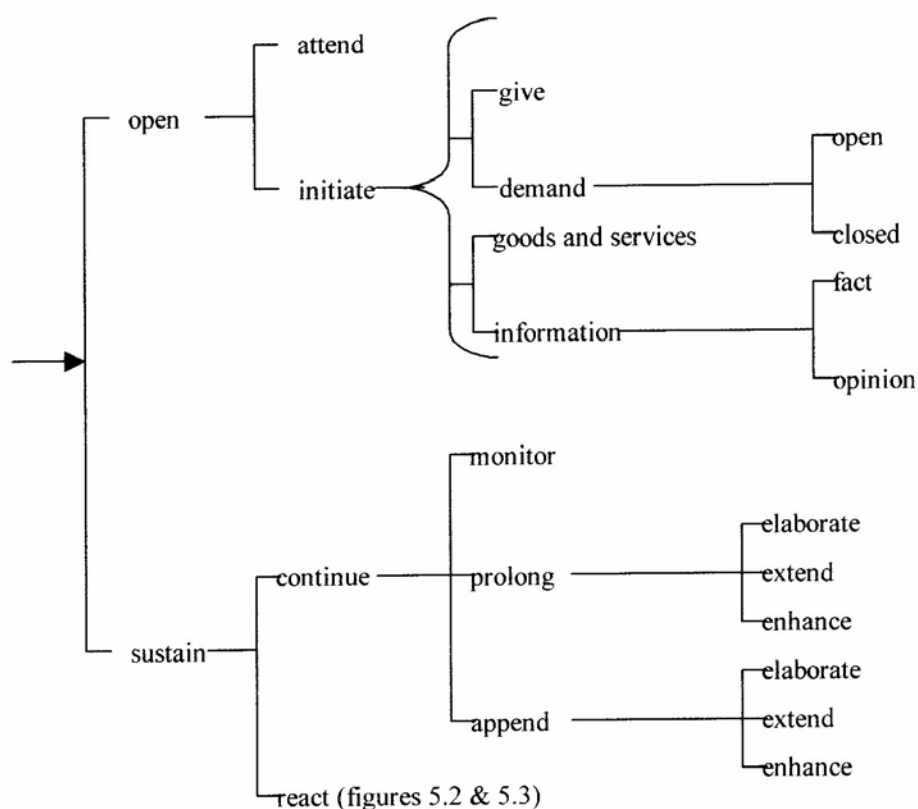 attend
give
open
open
initiate
demand
closed
goods and services
fact
information
opinion
monitor
elaborate
continue
prolong
extend
enhance
sustain
elaborate
append
extend
enhance
react (figures 5.2 & 5.3)